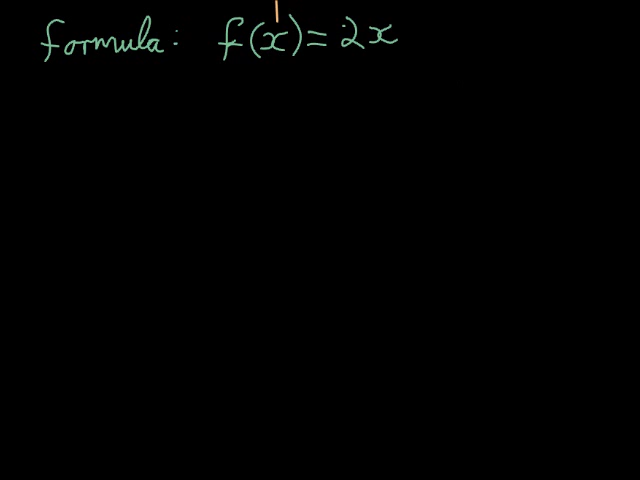 formula: f(x) = 2x